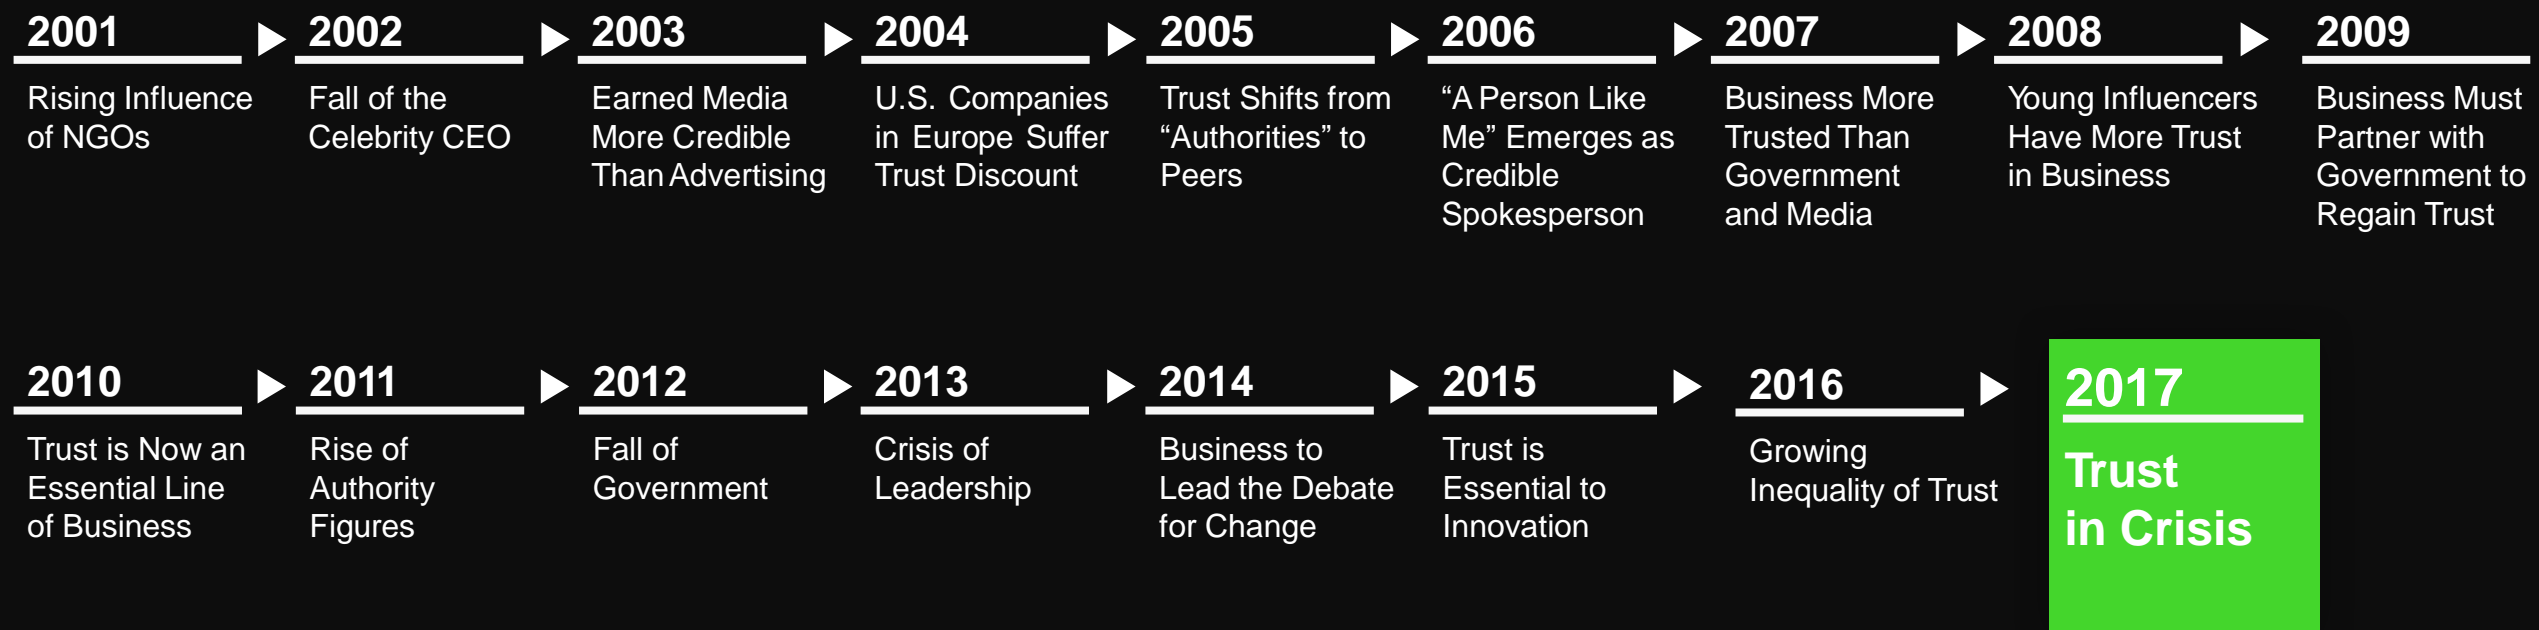 2001
Rising Influence
of NGOs
2002
Fall of the
Celebrity CEO
2003
Earned Media
More Credible
Than Advertising
2004
U.S. Companies
in Europe Suffer
Trust Discount
2005
Trust Shifts from
“Authorities” to
Peers
2006
“A Person Like
Me” Emerges as
Credible
Spokesperson
2007
Business More
Trusted Than
Government
and Media
2008
Young Influencers
Have More Trust
in Business
2009
Business Must
Partner with
Government to
Regain Trust
2010
Trust is Now an
Essential Line
of Business
2011
Rise of
Authority
Figures
2012
Fall of
Government
2013
Crisis of
Leadership
2014
Business to
Lead the Debate
for Change
2015
Trust is
Essential to
Innovation
2016
Growing
Inequality of Trust
2017
Trust
in Crisis